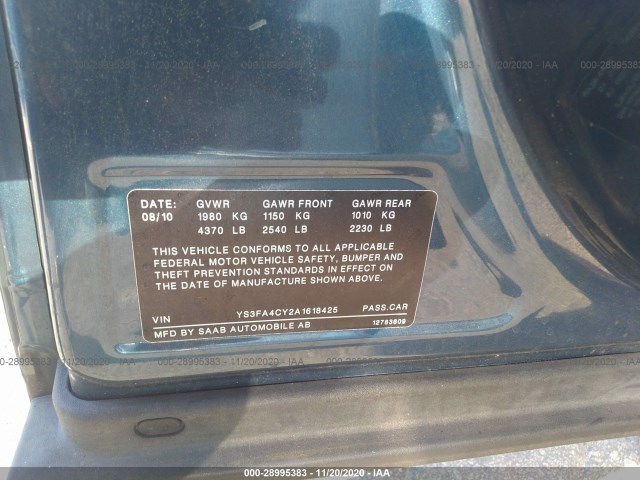 000-28995383 - 11/20/2020 - IAA
DATE: GVWR GAWR FRONT GAWR REAR
08/10 1980 KG 1150 KG 1010 KG
4370 LB 2540 LB 2230 LB
THIS VEHICLE CONFORMS TO ALL APPLICABLE
FEDERAL MOTOR VEHICLE SAFETY, BUMPER AND
THEFT PREVENTION STANDARDS IN EFFECT ON
THE DATE OF MANUFACTURE SHOWN ABOVE.
VIN YS3FA4CY2A1618425 PASS.CAR
MFD BY SAAB AUTOMOBILE AB 12783809
000-28995383 - 11/20/2020 - IAA
000-28995383 - 11/20/2020 - IAA